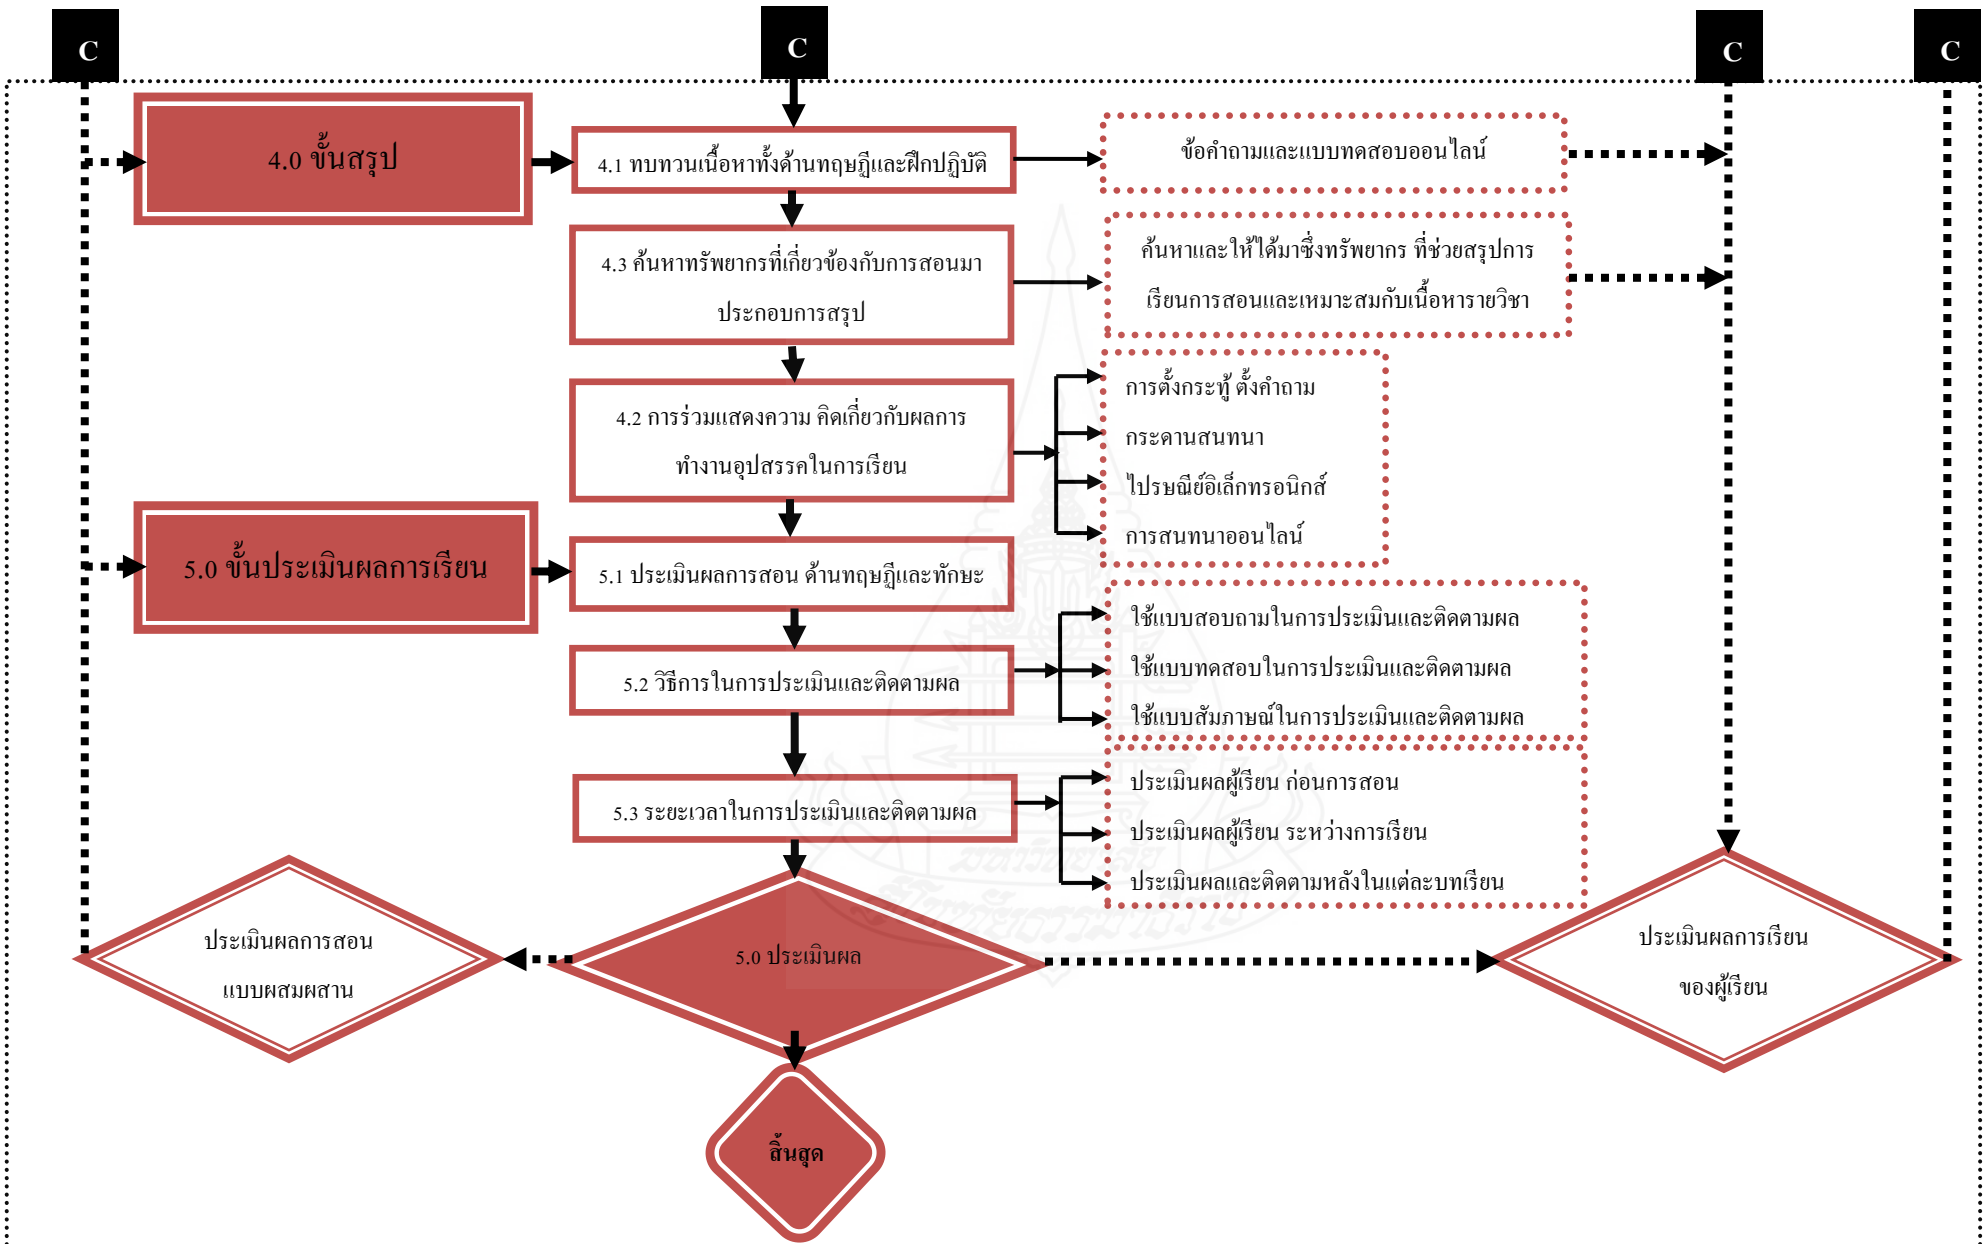 C
C
C
C
4.0 ขั้นสรุป
4.1 ทบทวนเนื้อหาทั้งด้านทฤษฎีและฝึกปฏิบัติ
ข้อคำถามและแบบทดสอบออนไลน์
4.3 ค้นหาทรัพยากรที่เกี่ยวข้องกับการสอนมา
ประกอบการสรุป
ค้นหาและให้ได้มาซึ่งทรัพยากร ที่ช่วยสรุปการ
เรียนการสอนและเหมาะสมกับเนื้อหารายวิชา
4.2 การร่วมแสดงความ คิดเกี่ยวกับผลการ
ทำงานอุปสรรคในการเรียน
การตั้งกระทู้ ตั้งคำถาม
กระดานสนทนา
ไปรษณีย์อิเล็กทรอนิกส์
การสนทนาออนไลน์
5.0 ขั้นประเมินผลการเรียน
5.1 ประเมินผลการสอน ด้านทฤษฎีและทักษะ
5.2 วิธีการในการประเมินและติดตามผล
ใช้แบบสอบถามในการประเมินและติดตามผล
ใช้แบบทดสอบในการประเมินและติดตามผล
ใช้แบบสัมภาษณ์ในการประเมินและติดตามผล
5.3 ระยะเวลาในการประเมินและติดตามผล
ประเมินผลผู้เรียน ก่อนการสอน
ประเมินผลผู้เรียน ระหว่างการเรียน
ประเมินผลและติดตามหลังในแต่ละบทเรียน
ประเมินผลการสอน
แบบผสมผสาน
5.0 ประเมินผล
ประเมินผลการเรียน
ของผู้เรียน
สิ้นสุด
มหาวิทยาลัย
สุโขทัยธรรมาธิราช